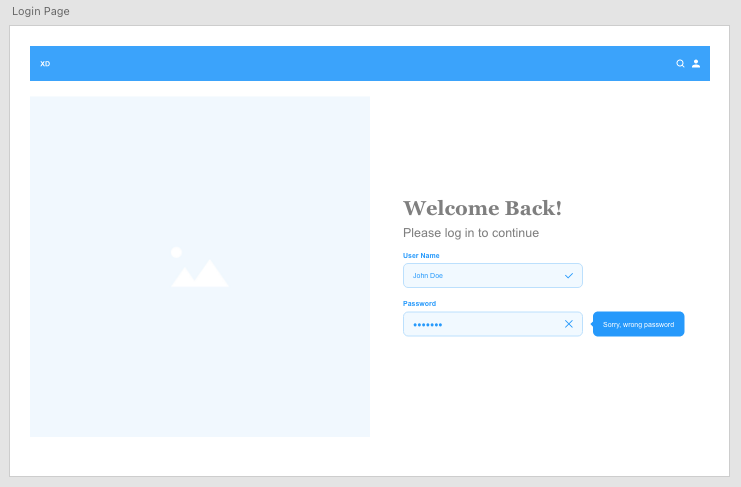 Login Page
XD
Welcome Back!
Please log in to continue
User Name
John Doe
Password
Sorry, wrong password